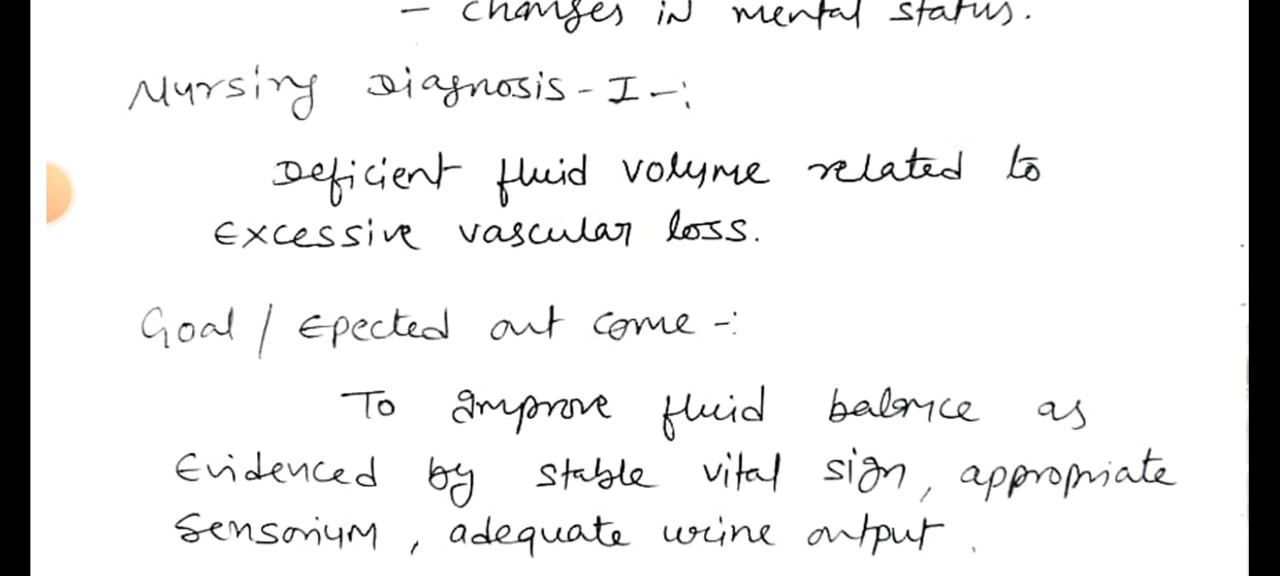 - changes in mental status.
Nursing Diagnosis - I -:
Deficient fluid volume related to
Excessive vascular loss.
Goal / Epected out come -:
To improve fluid balance as
Evidenced by stable vital sign, appropriate
Sensorium, adequate urine output.